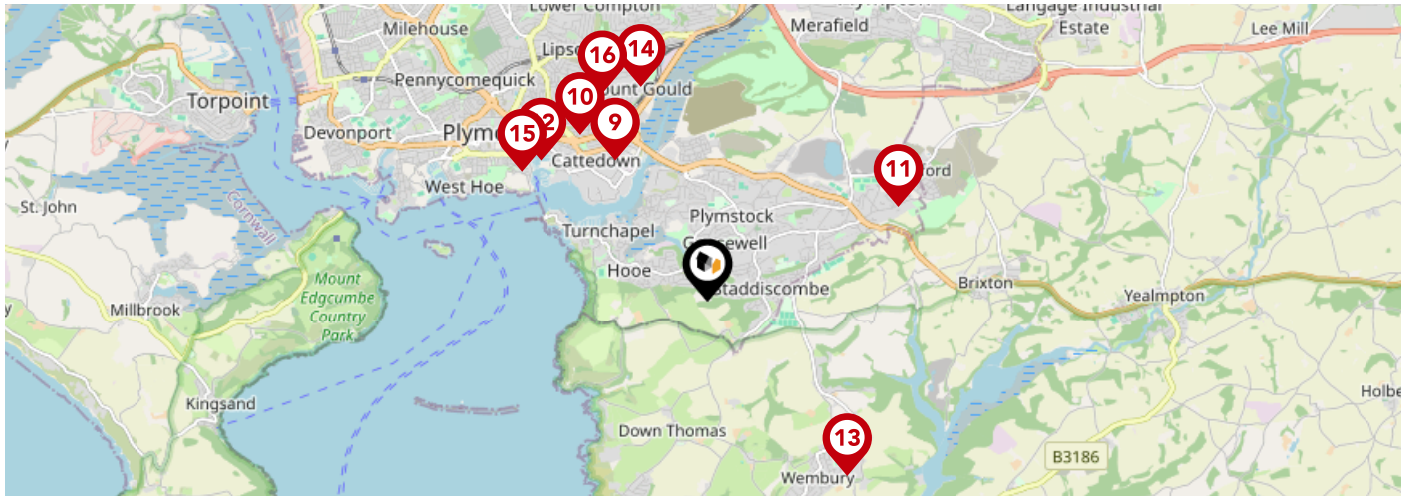 Lower Compton
Langage Industrial
Estate
Milehouse
Merafield
Lee Mill
16
14
Pennycomequick
10
ount Gould
Torpoint
15
2
9
Devonport
Plym
Cattedown
11
ord
West Hoe
St. John
Cornwall
Plymstock
Turnchapel
Hooe
Staddiscombe
Mount
Edgcumbe
Country
Park
Millbrook
Brixton
Yealmpton
Kingsand
Holbe
Down Thomas
13
B3186
Wembury